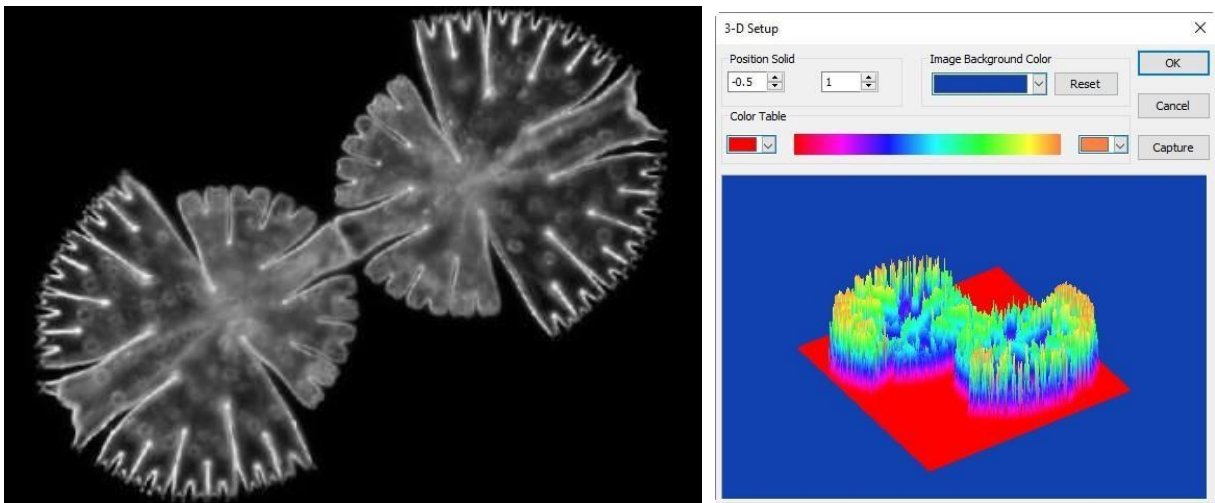 3-D Setup
Position Solid
-0.5
1
Image Background Color
Reset
OK
Cancel
Color Table
Capture